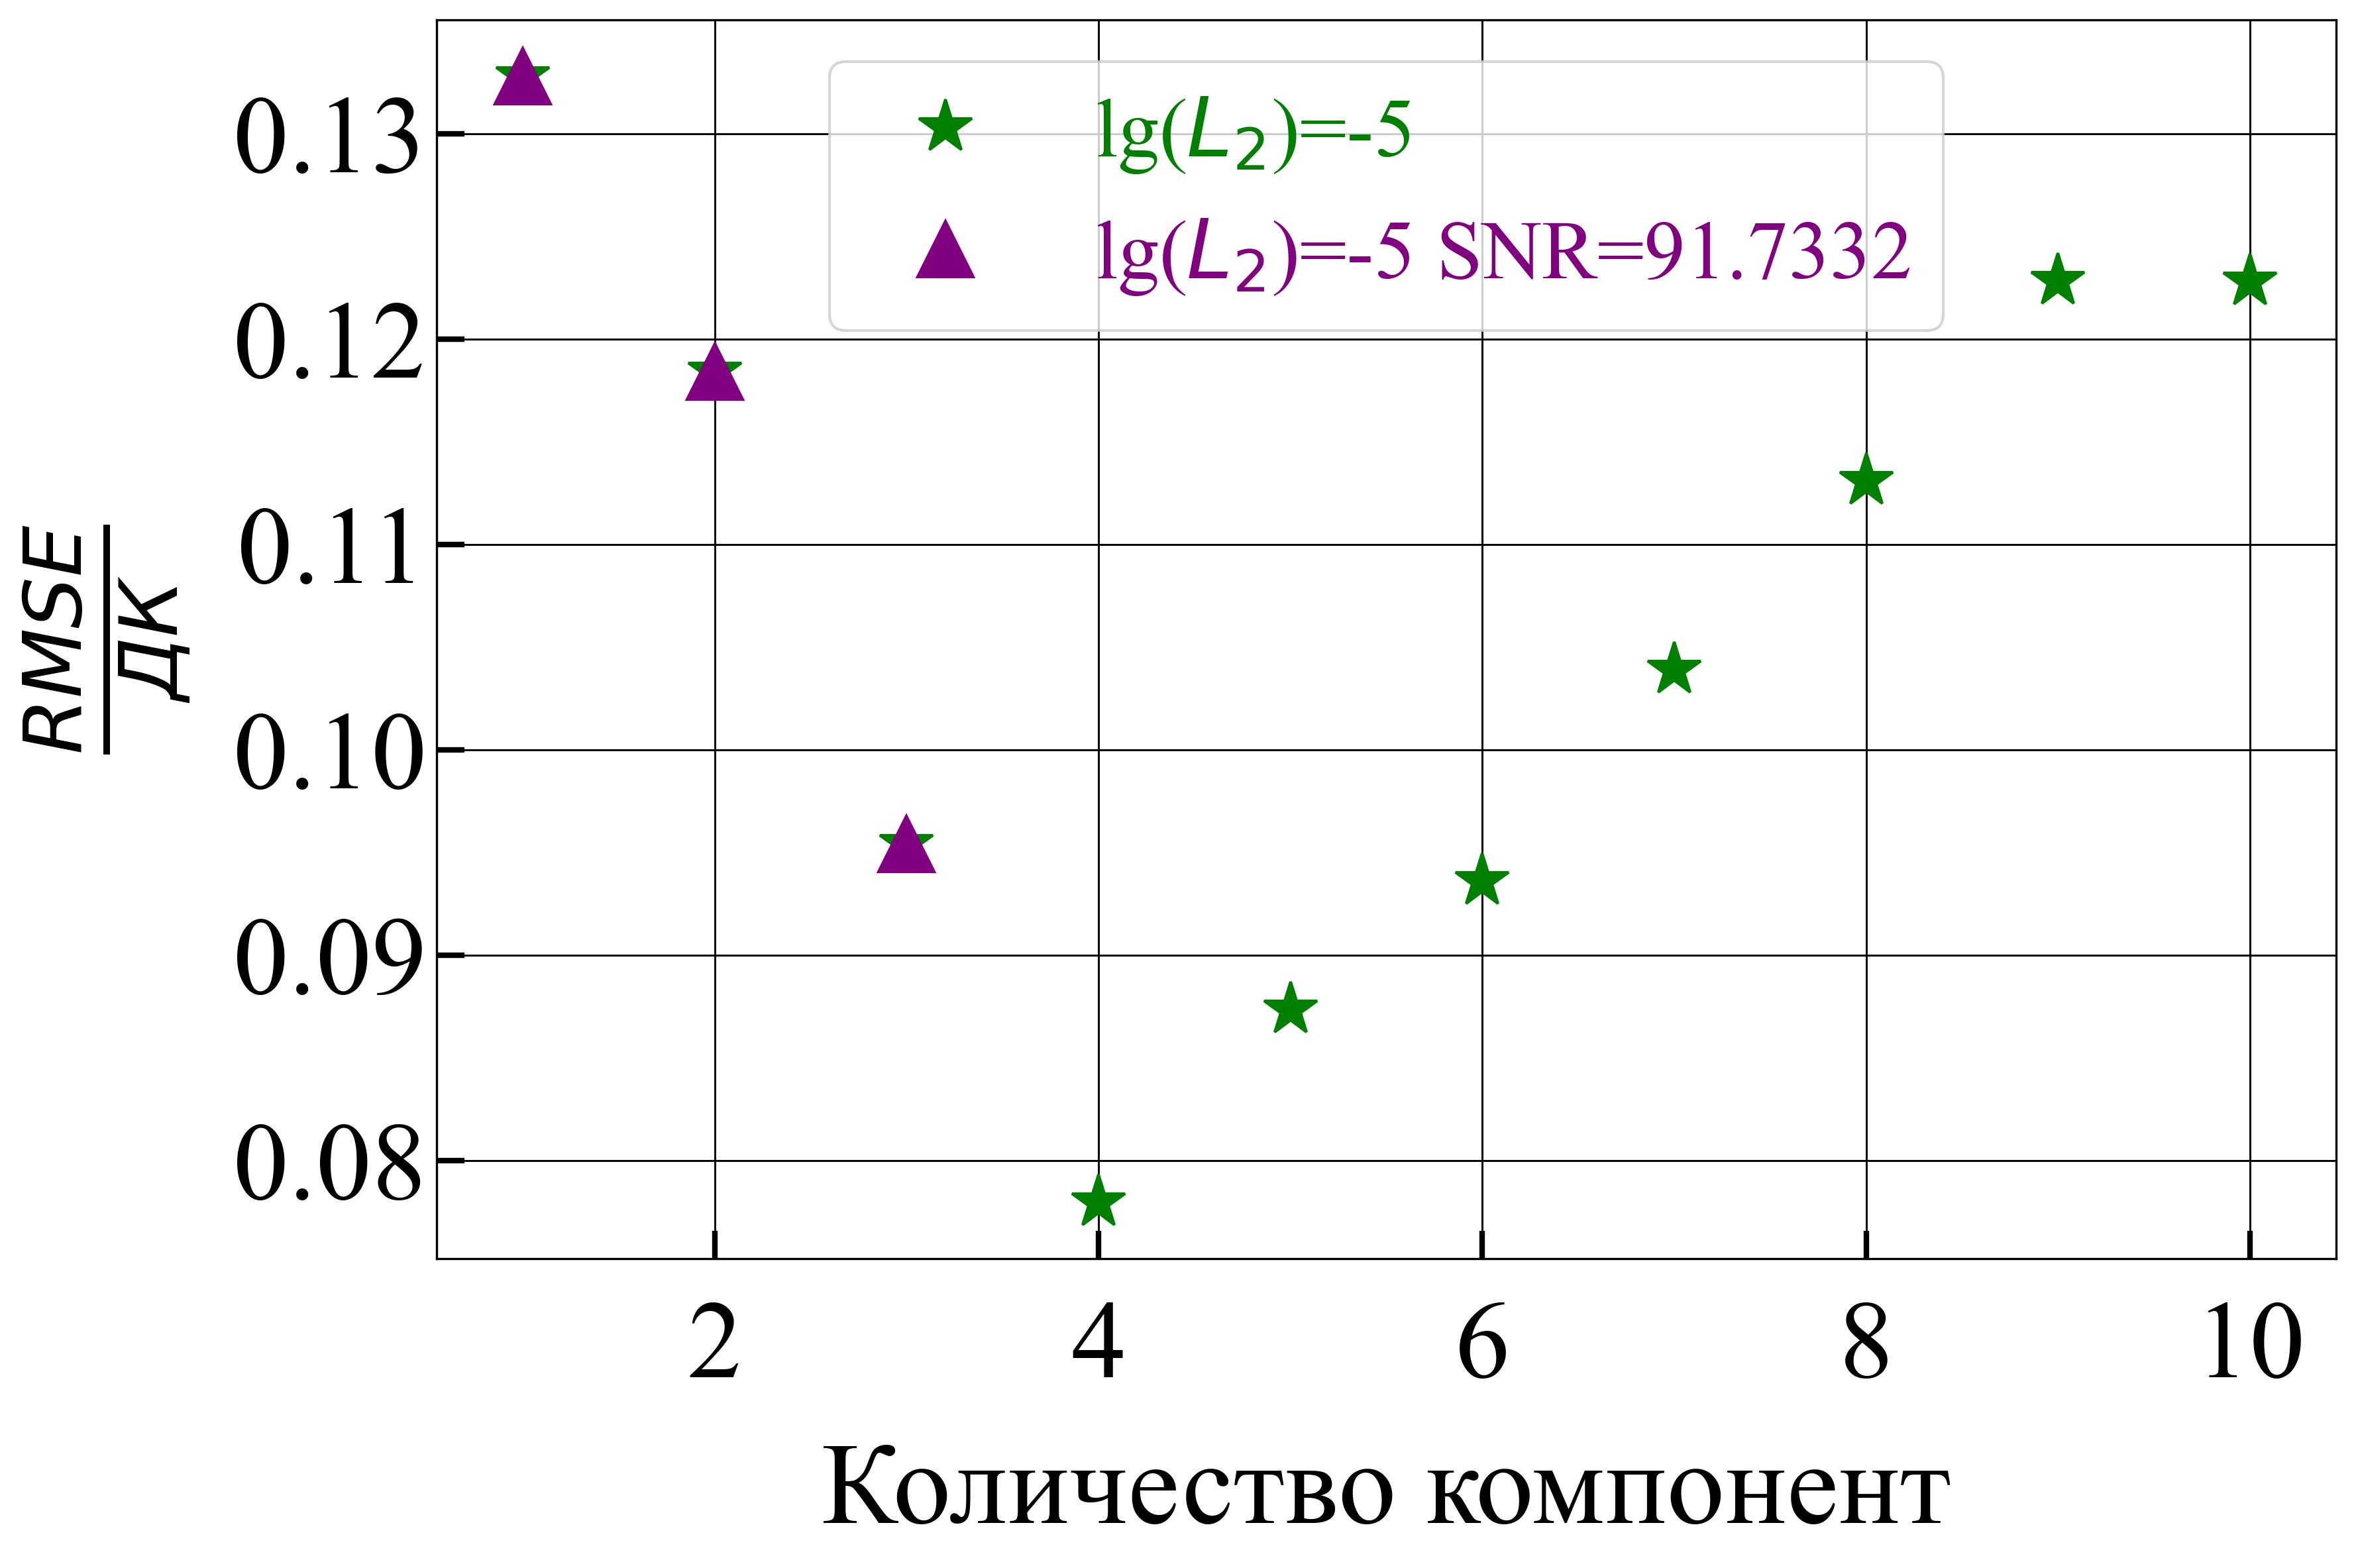 lg(L₂)=-5
lg(L₂)=-5 SNR=91.7332
0.13
0.12
0.11
0.10
0.09
0.08
RMSE
ДК
2 4 6 8 10
Количество компонент